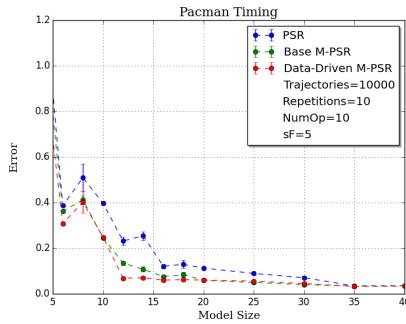 Pacman Timing
1.2
1.0
0.8
0.6
0.4
0.2
0.0
Error
PSR
Base M-PSR
Data-Driven M-PSR
Trajectories=10000
Repetitions=10
NumOp=10
sF=5
5 10 15 20 25 30 35 40
Model Size